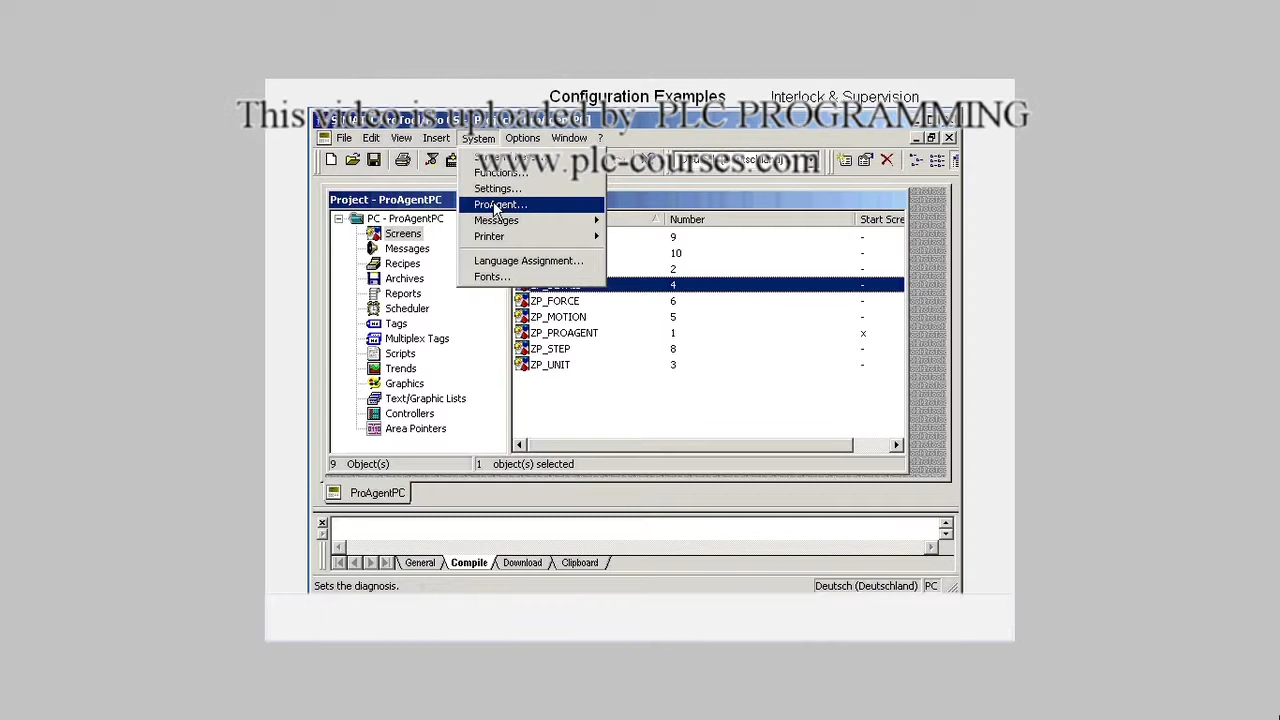 Configuration Examples Interlock & Supervision
This video is uploaded by PLC PROGRAMMING
www.plc-courses.com
File Edit View Insert System Options Window ?
Functions...
Settings...
ProAgent...
Messages
Printer
Language Assignment...
Fonts...
Project - ProAgentPC
PC - ProAgentPC
Screens
Messages
Recipes
Archives
Reports
Scheduler
Tags
Multiplex Tags
Scripts
Trends
Graphics
Text/Graphic Lists
Controllers
Area Pointers
Number Start Scre
9 -
10 -
2 -
4 -
ZP_FORCE 6 -
ZP_MOTION 5 -
ZP_PROAGENT 1 x
ZP_STEP 8 -
ZP_UNIT 3 -
9 Object(s) 1 object(s) selected
ProAgentPC
General Compile Download Clipboard
Sets the diagnosis. Deutsch (Deutschland) PC